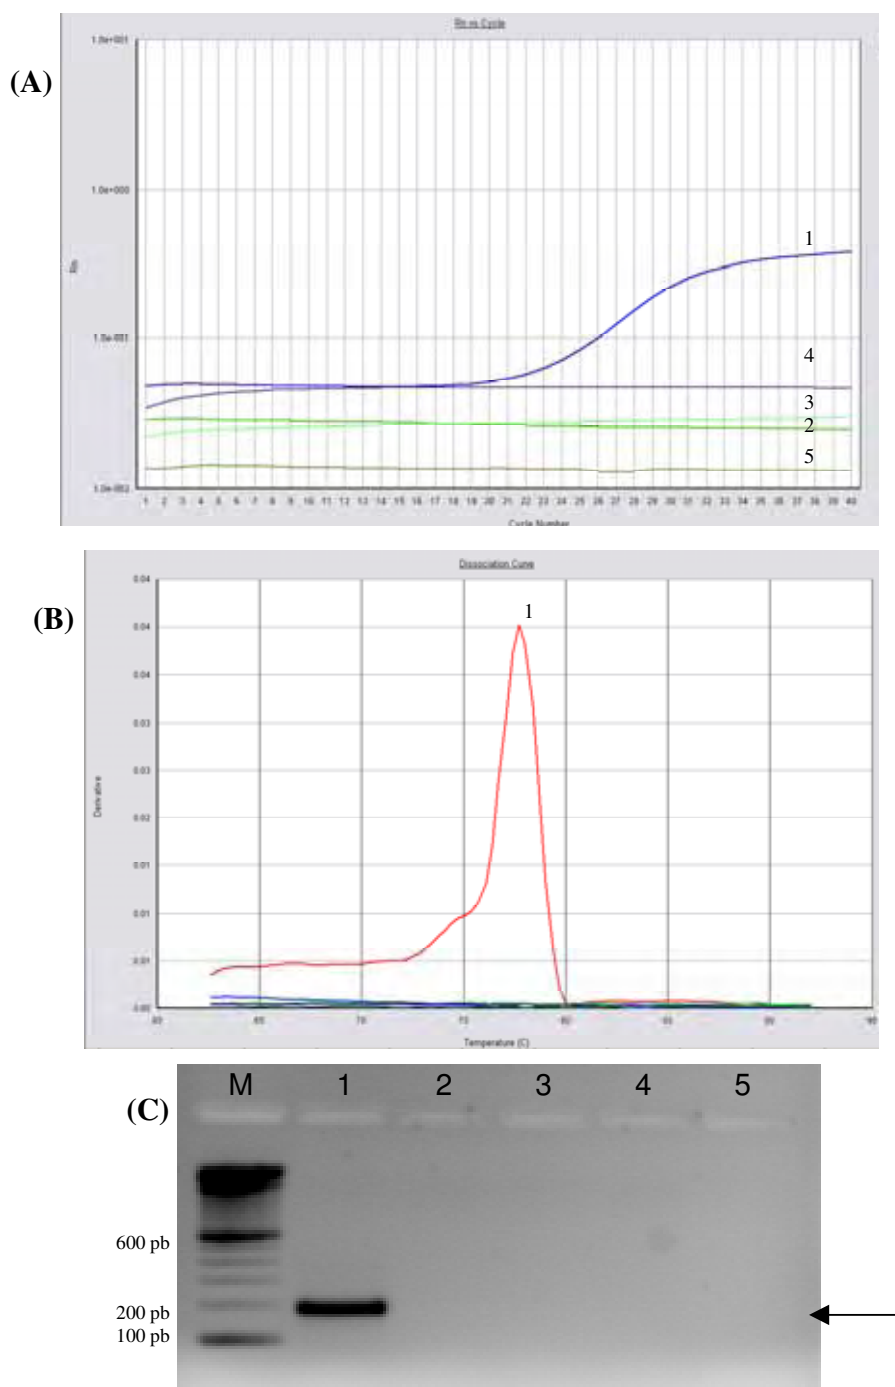 (A)
Rn vs Cycle
1.0e+001
1.0e+000
1.0e-001
1.0e-002
Rn
1
4
3
2
5
1 2 3 4 5 6 7 8 9 10 11 12 13 14 15 16 17 18 19 20 21 22 23 24 25 26 27 28 29 30 31 32 33 34 35 36 37 38 39 40
Cycle Number
(B)
Dissociation Curve
0.04
0.04
0.03
0.03
0.02
0.01
0.01
0.01
0.00
Derivative
1
60 65 70 75 80 85 90
Temperature (C)
(C)
M 1 2 3 4 5
600 pb
200 pb
100 pb